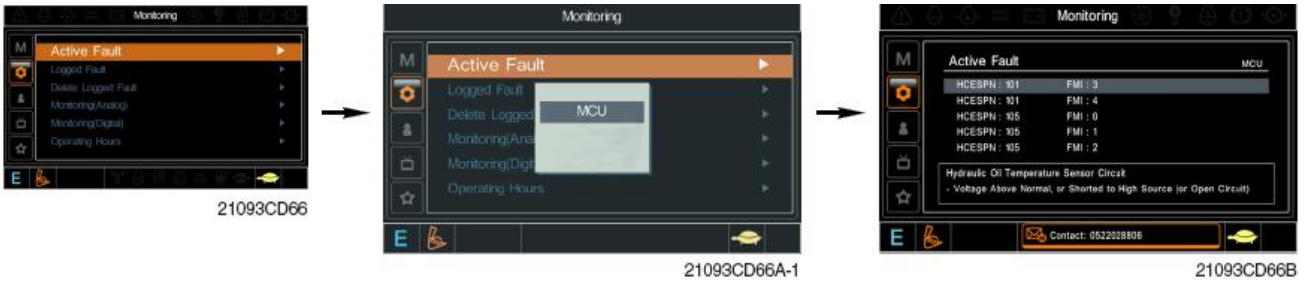 Monitoring
M
Active Fault
Logged Fault
Delete Logged Fault
Monitoring(Analog)
Monitoring(Digital)
Operating Hours
E
21093CD66
Monitoring
M
Active Fault
Logged Fault
Delete Logged
MCU
Monitoring(Ana
Monitoring(Digit
Operating Hours
E
21093CD66A-1
Monitoring
M
Active Fault MCU
HCESPN : 101 FMI : 3
HCESPN : 101 FMI : 4
HCESPN : 105 FMI : 0
HCESPN : 105 FMI : 1
HCESPN : 105 FMI : 2
Hydraulic Oil Temperature Sensor Circuit
- Voltage Above Normal, or Shorted to High Source (or Open Circuit)
E
Contact: 0522028806
21093CD66B